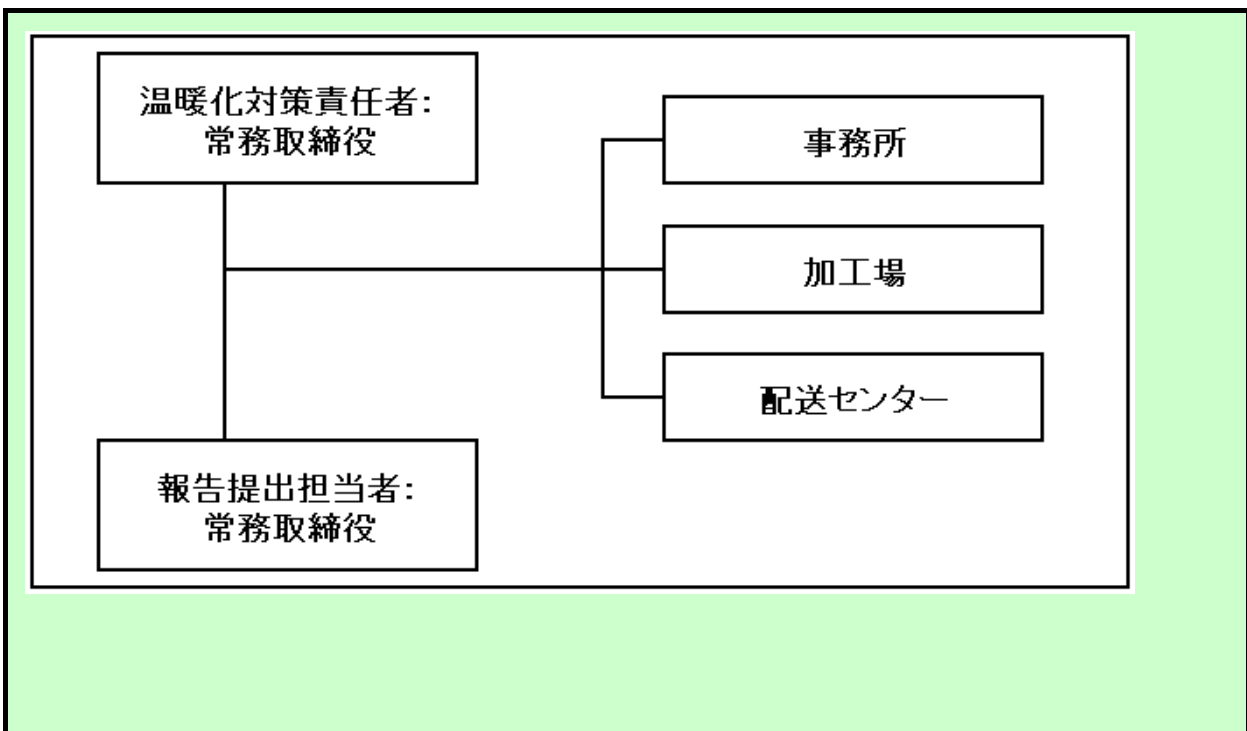 温暖化対策責任者:
常務取締役
事務所
加工場
配送センター
報告提出担当者:
常務取締役